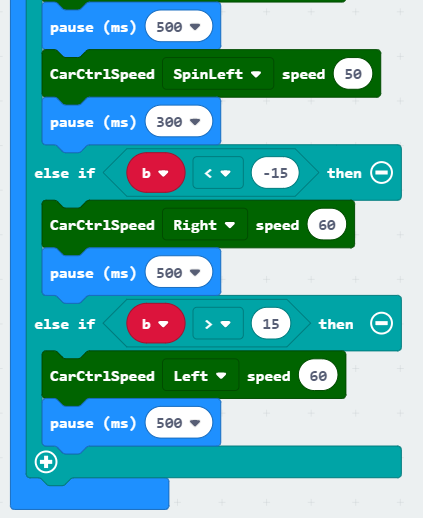 pause (ms) 500
CarCtrlSpeed SpinLeft speed 50
pause (ms) 300
else if b < -15 then
CarCtrlSpeed Right speed 60
pause (ms) 500
else if b > 15 then
CarCtrlSpeed Left speed 60
pause (ms) 500